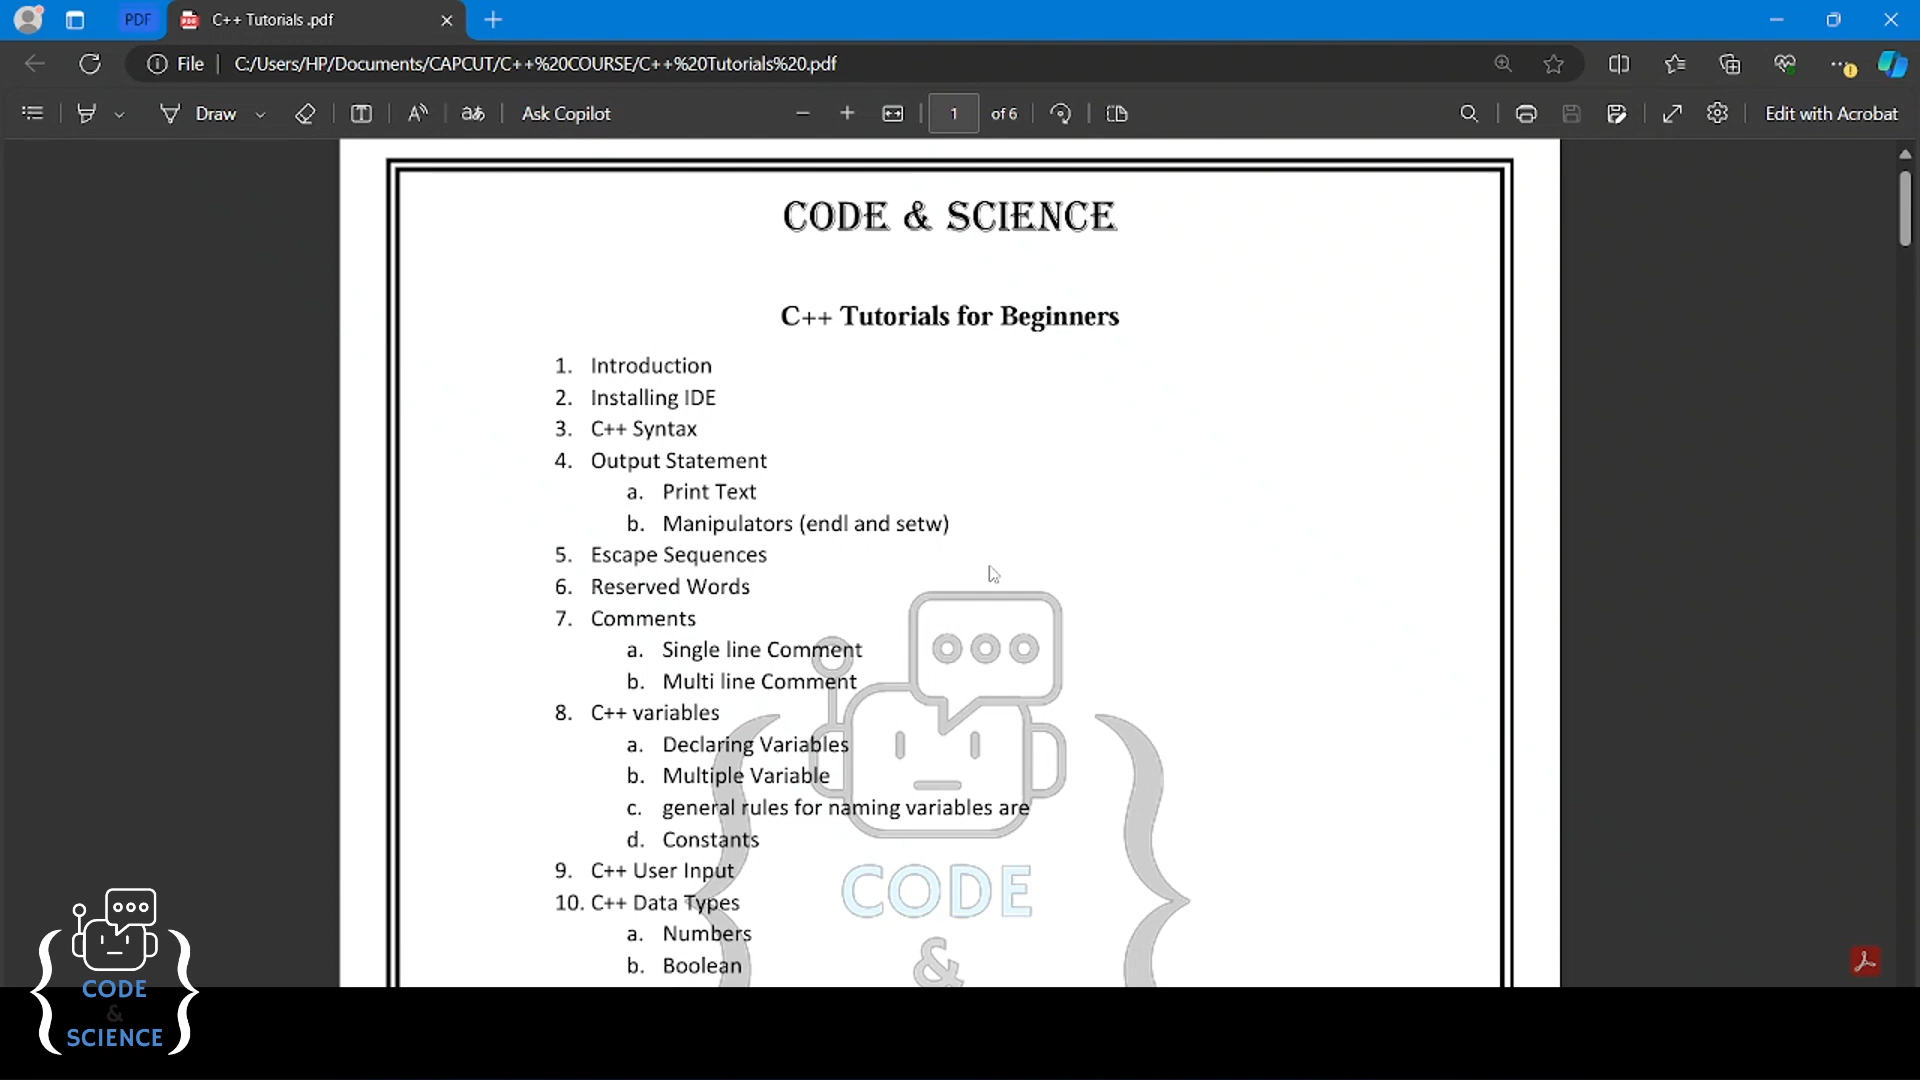 PDF
C++ Tutorials .pdf
File
C:/Users/HP/Documents/CAPCUT/C++%20COURSE/C++%20Tutorials%20.pdf
Draw
Ask Copilot
1 of 6
Edit with Acrobat
CODE & SCIENCE
C++ Tutorials for Beginners
1. Introduction
2. Installing IDE
3. C++ Syntax
4. Output Statement
a. Print Text
b. Manipulators (endl and setw)
5. Escape Sequences
6. Reserved Words
7. Comments
a. Single line Comment
b. Multi line Comment
8. C++ variables
a. Declaring Variables
b. Multiple Variable
c. general rules for naming variables are
d. Constants
9. C++ User Input
10. C++ Data Types
a. Numbers
b. Boolean
CODE
&
CODE
&
SCIENCE